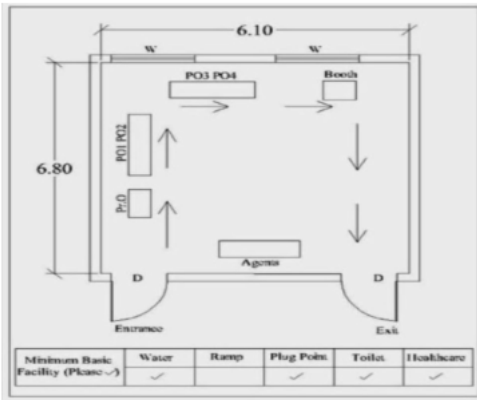 6.10
W W
PO3 PO4 Booth
PO1 PO2
6.80
Pr.O
Agents
D D
Entrance Exit
Minimum Basic Facility (Please ✓) Water Ramp Plug Point Toilet Healthcare
✓ ✓ ✓ ✓